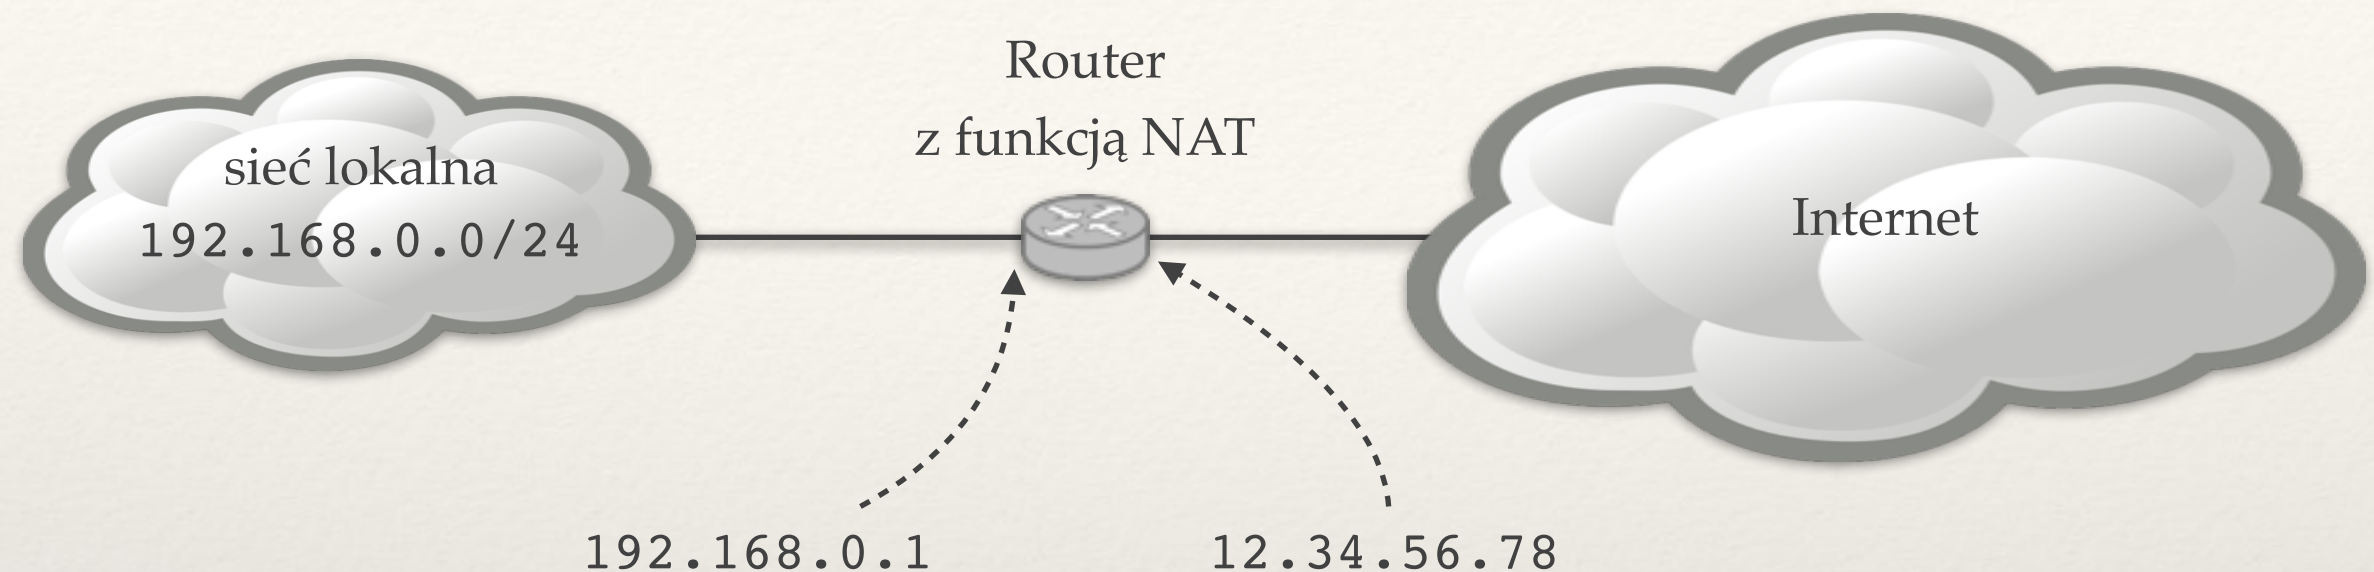 Router
z funkcją NAT
sieć lokalna
192.168.0.0/24
Internet
192.168.0.1
12.34.56.78